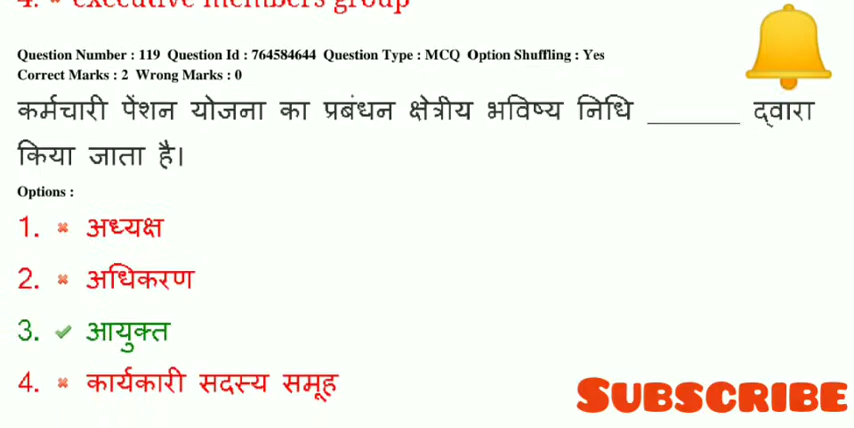 4. executive members group
Question Number : 119 Question Id : 764584644 Question Type : MCQ Option Shuffling : Yes
Correct Marks : 2 Wrong Marks : 0
कर्मचारी पेंशन योजना का प्रबंधन क्षेत्रीय भविष्य निधि ________ द्वारा
किया जाता है।
Options :
1. अध्यक्ष
2. अधिकरण
3. आयुक्त
4. कार्यकारी सदस्य समूह
SUBSCRIBE